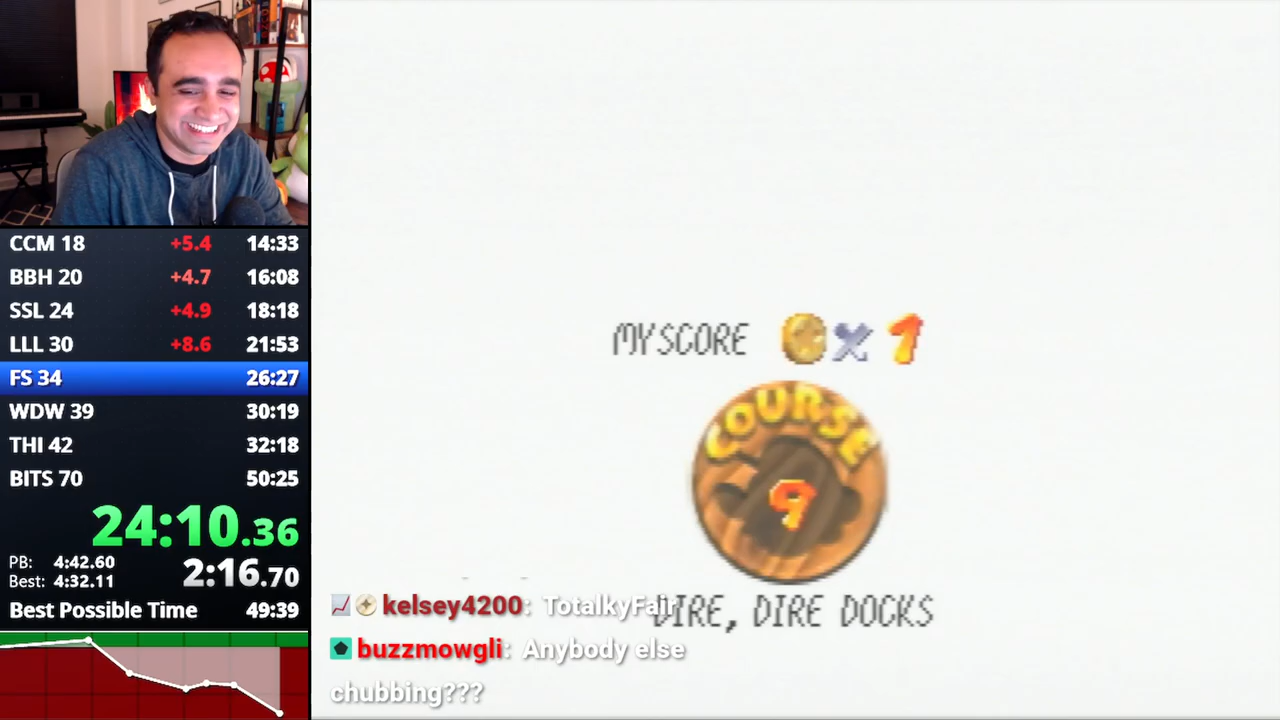 CCM 18 +5.4 14:33
BBH 20 +4.7 16:08
SSL 24 +4.9 18:18
LLL 30 +8.6 21:53
FS 34 26:27
WDW 39 30:19
THI 42 32:18
BITS 70 50:25
24:10.36
PB: 4:42.60
Best: 4:32.11
2:16.70
Best Possible Time 49:39
MY SCORE × 1
COURSE
9
DIRE, DIRE DOCKS
kelsey4200: TotalkyFair
buzzmowgli: Anybody else
chubbing???